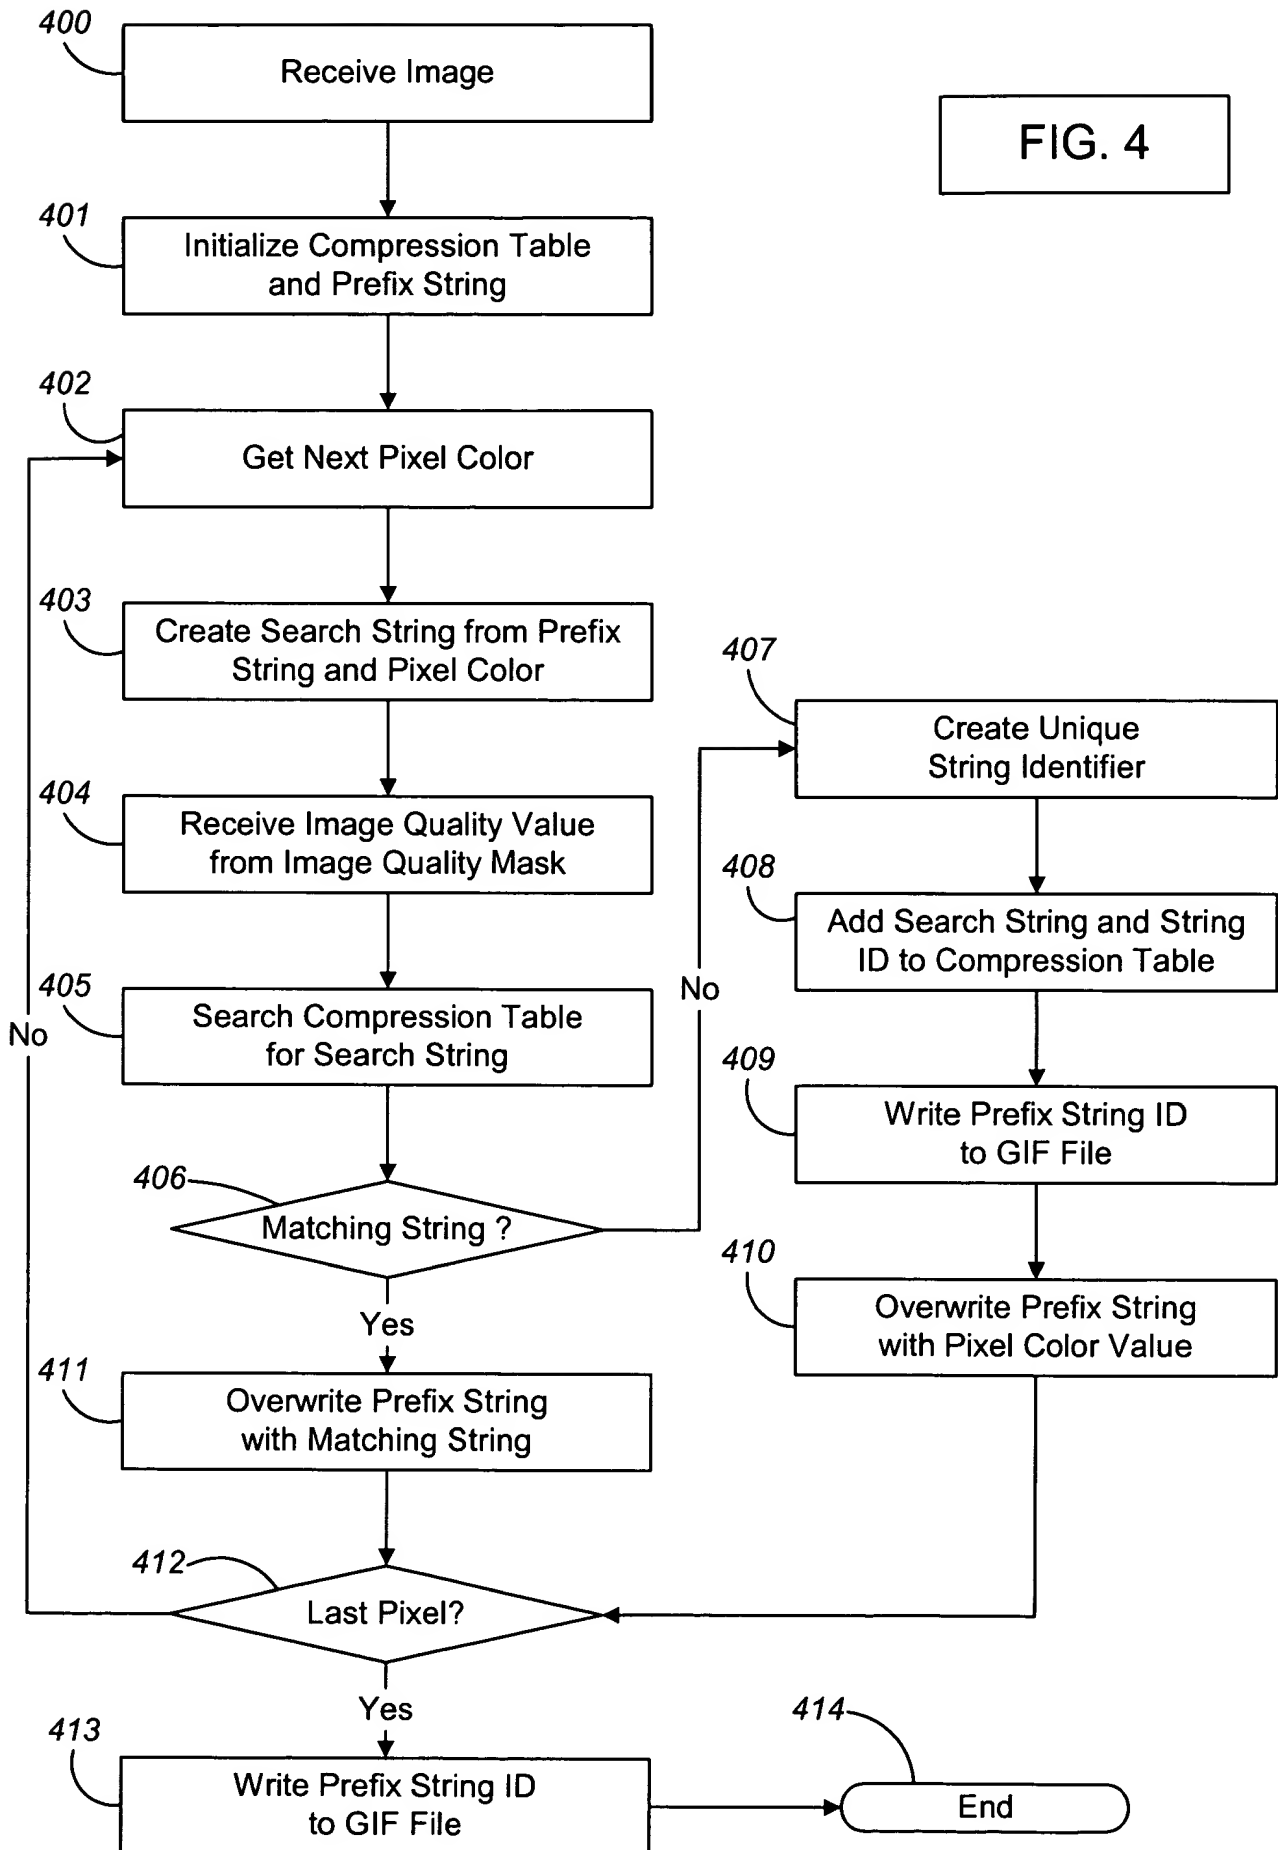 400
Receive Image
FIG. 4
401
Initialize Compression Table
and Prefix String
402
Get Next Pixel Color
403
Create Search String from Prefix
String and Pixel Color
404
Receive Image Quality Value
from Image Quality Mask
405
Search Compression Table
for Search String
No
406
Matching String ?
No
Yes
407
Create Unique
String Identifier
408
Add Search String and String
ID to Compression Table
409
Write Prefix String ID
to GIF File
410
Overwrite Prefix String
with Pixel Color Value
411
Overwrite Prefix String
with Matching String
412
Last Pixel?
Yes
413
Write Prefix String ID
to GIF File
414
End